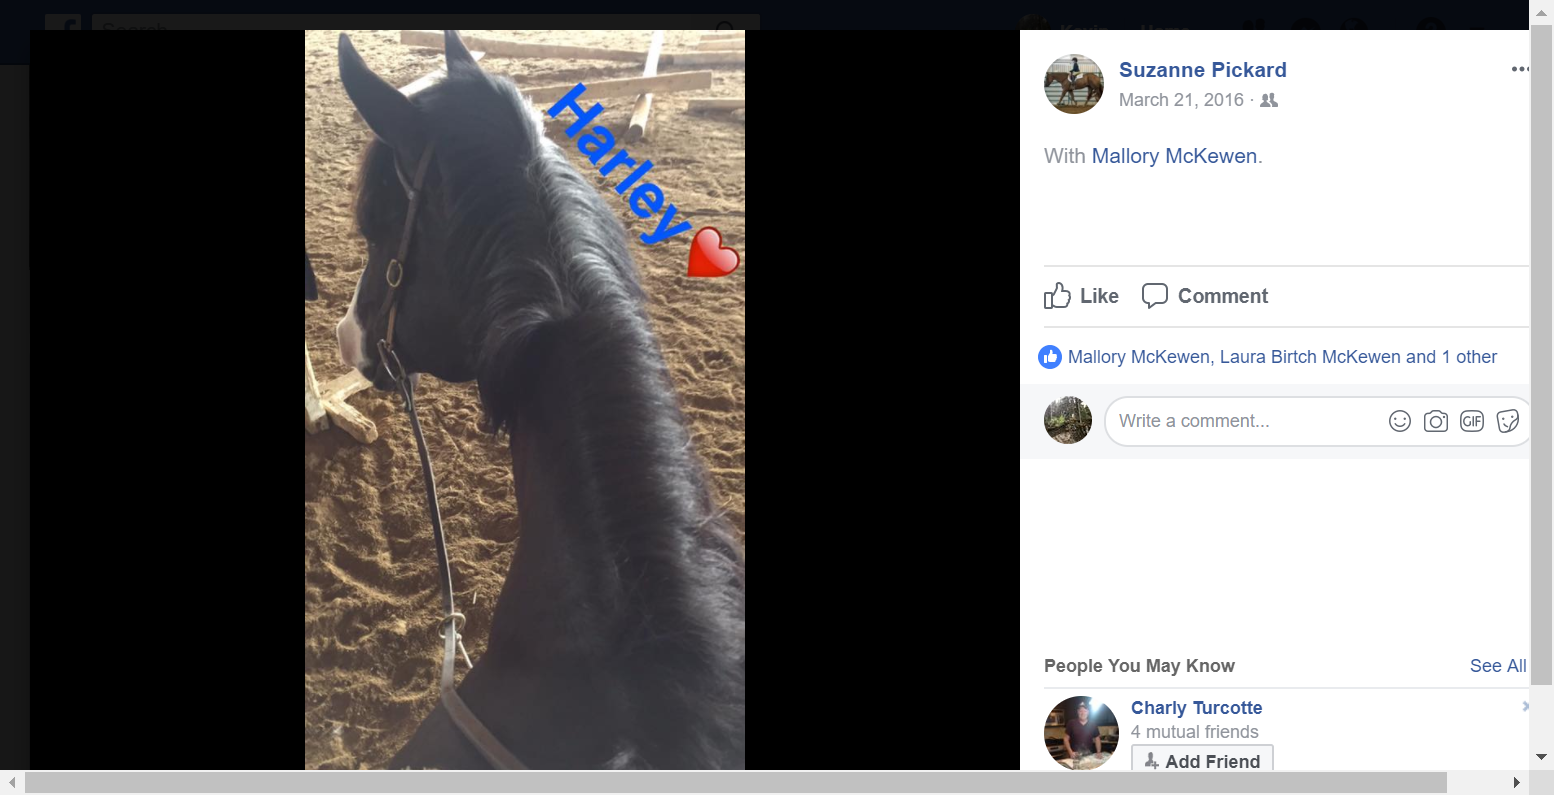 Search
Harley
Suzanne Pickard
March 21, 2016 ·
With Mallory McKewen.
Like Comment
Mallory McKewen, Laura Birtch McKewen and 1 other
Write a comment...
GIF
People You May Know
See All
Charly Turcotte
4 mutual friends
Add Friend